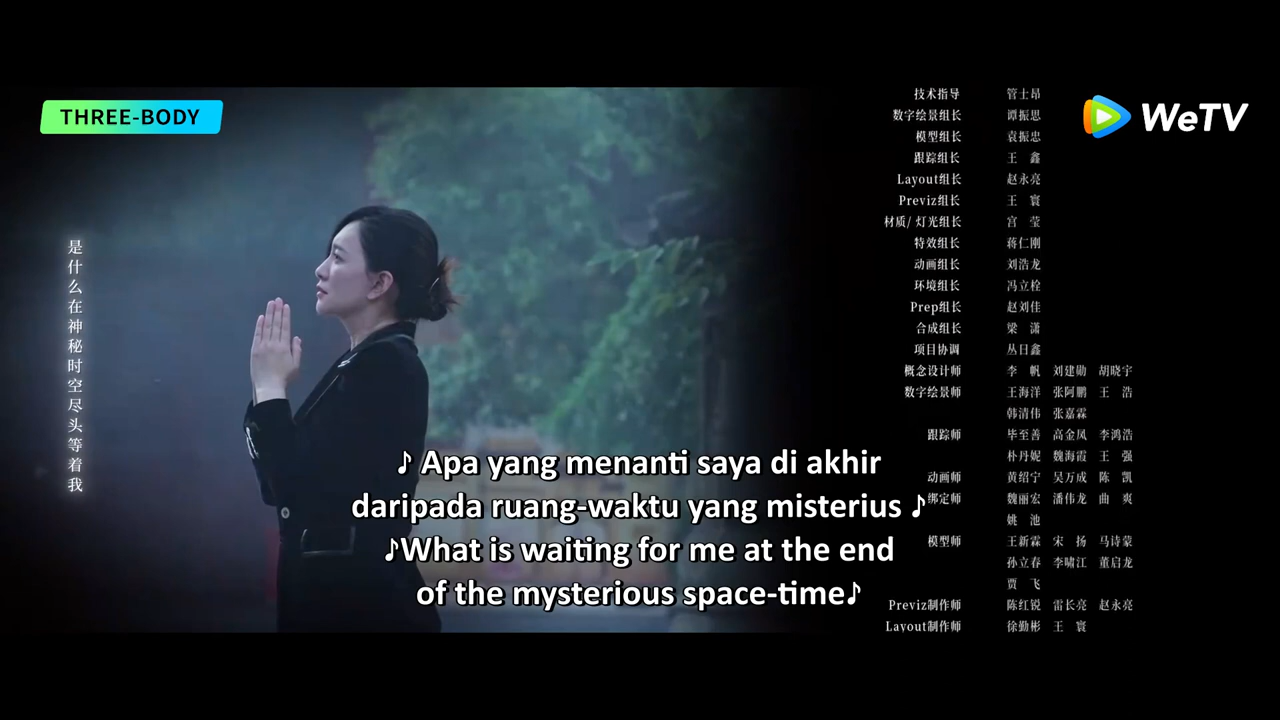 THREE-BODY
WeTV
是什么在神秘时空尽头等着我
♪ Apa yang menanti saya di akhir
daripada ruang-waktu yang misterius ♪
♪What is waiting for me at the end
of the mysterious space-time♪
技术指导 管士昂
数字绘景组长 谭振思
模型组长 袁振忠
跟踪组长 王 鑫
Layout组长 赵永亮
Previz组长 王 寰
材质/ 灯光组长 宫 莹
特效组长 蒋仁刚
动画组长 刘浩龙
环境组长 冯立栓
Prep组长 赵刘佳
合成组长 梁 潇
项目协调 丛日鑫
概念设计师 李 帆 刘建勋 胡晓宇
数字绘景师 王海洋 张阿鹏 王 浩
韩清伟 张嘉霖
跟踪师 毕至善 高金凤 李鸿浩
朴丹妮 魏海霞 王 强
动画师 黄绍宁 吴万成 陈 凯
绑定师 魏丽宏 潘伟龙 曲 爽
姚 池
模型师 王新霖 宋 扬 马诗蒙
孙立春 李啸江 董启龙
贾 飞
Previz制作师 陈红锐 雷长亮 赵永亮
Layout制作师 徐勤彬 王 寰